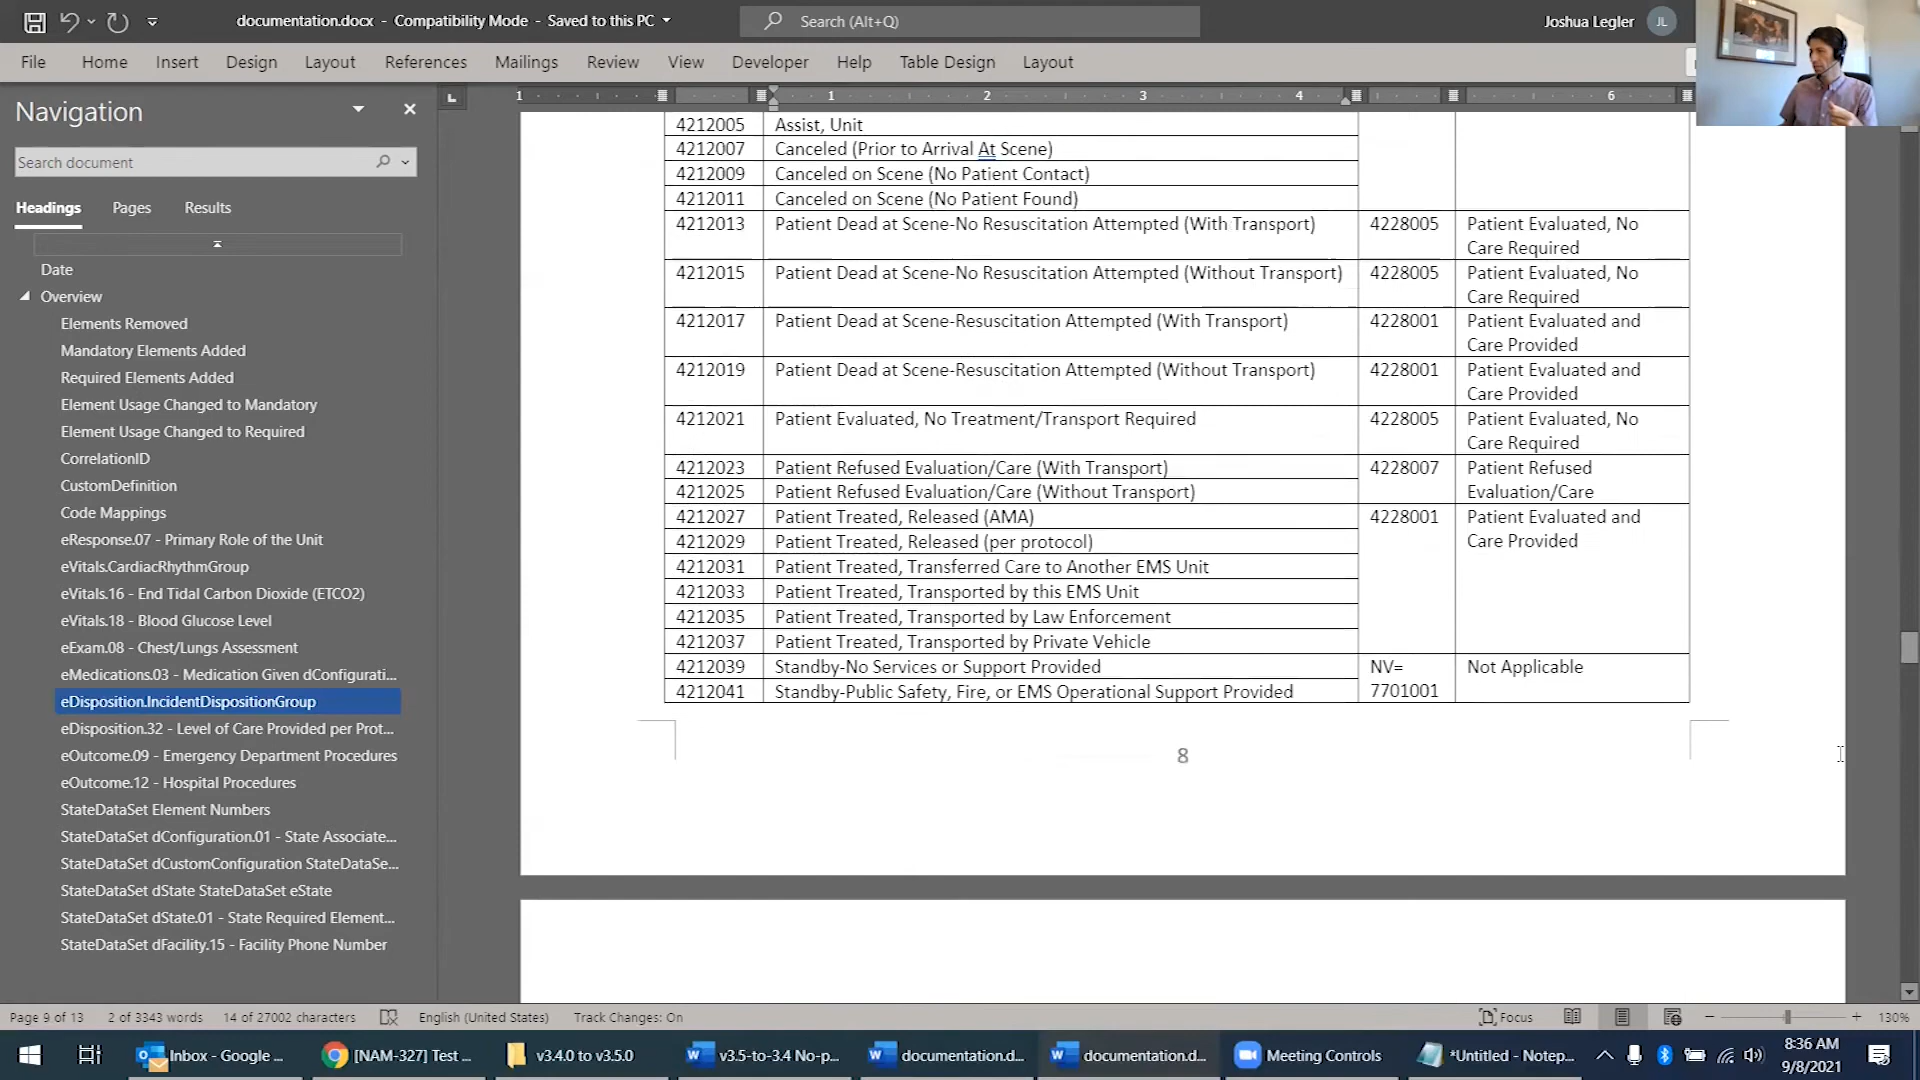 documentation.docx - Compatibility Mode - Saved to this PC
Search (Alt+Q)
Joshua Legler
JL
File Home Insert Design Layout References Mailings Review View Developer Help Table Design Layout
Navigation
Search document
Headings Pages Results
Date
Overview
Elements Removed
Mandatory Elements Added
Required Elements Added
Element Usage Changed to Mandatory
Element Usage Changed to Required
CorrelationID
CustomDefinition
Code Mappings
eResponse.07 - Primary Role of the Unit
eVitals.CardiacRhythmGroup
eVitals.16 - End Tidal Carbon Dioxide (ETCO2)
eVitals.18 - Blood Glucose Level
eExam.08 - Chest/Lungs Assessment
eMedications.03 - Medication Given dConfigurati...
eDisposition.IncidentDispositionGroup
eDisposition.32 - Level of Care Provided per Prot...
eOutcome.09 - Emergency Department Procedures
eOutcome.12 - Hospital Procedures
StateDataSet Element Numbers
StateDataSet dConfiguration.01 - State Associate...
StateDataSet dCustomConfiguration StateDataSe...
StateDataSet dState StateDataSet eState
StateDataSet dState.01 - State Required Element...
StateDataSet dFacility.15 - Facility Phone Number
1 1 2 3 4 6
4212005 Assist, Unit
4212007 Canceled (Prior to Arrival At Scene)
4212009 Canceled on Scene (No Patient Contact)
4212011 Canceled on Scene (No Patient Found)
4212013 Patient Dead at Scene-No Resuscitation Attempted (With Transport) 4228005 Patient Evaluated, No
Care Required
4212015 Patient Dead at Scene-No Resuscitation Attempted (Without Transport) 4228005 Patient Evaluated, No
Care Required
4212017 Patient Dead at Scene-Resuscitation Attempted (With Transport) 4228001 Patient Evaluated and
Care Provided
4212019 Patient Dead at Scene-Resuscitation Attempted (Without Transport) 4228001 Patient Evaluated and
Care Provided
4212021 Patient Evaluated, No Treatment/Transport Required 4228005 Patient Evaluated, No
Care Required
4212023 Patient Refused Evaluation/Care (With Transport) 4228007 Patient Refused
4212025 Patient Refused Evaluation/Care (Without Transport) Evaluation/Care
4212027 Patient Treated, Released (AMA) 4228001 Patient Evaluated and
4212029 Patient Treated, Released (per protocol) Care Provided
4212031 Patient Treated, Transferred Care to Another EMS Unit
4212033 Patient Treated, Transported by this EMS Unit
4212035 Patient Treated, Transported by Law Enforcement
4212037 Patient Treated, Transported by Private Vehicle
4212039 Standby-No Services or Support Provided NV= Not Applicable
4212041 Standby-Public Safety, Fire, or EMS Operational Support Provided 7701001
8
Page 9 of 13 2 of 3343 words 14 of 27002 characters English (United States) Track Changes: On Focus 130%
Inbox - Google ... [NAM-327] Test ... v3.4.0 to v3.5.0 v3.5-to-3.4 No-p... documentation.d... documentation.d... Meeting Controls *Untitled - Notep...
8:36 AM
9/8/2021